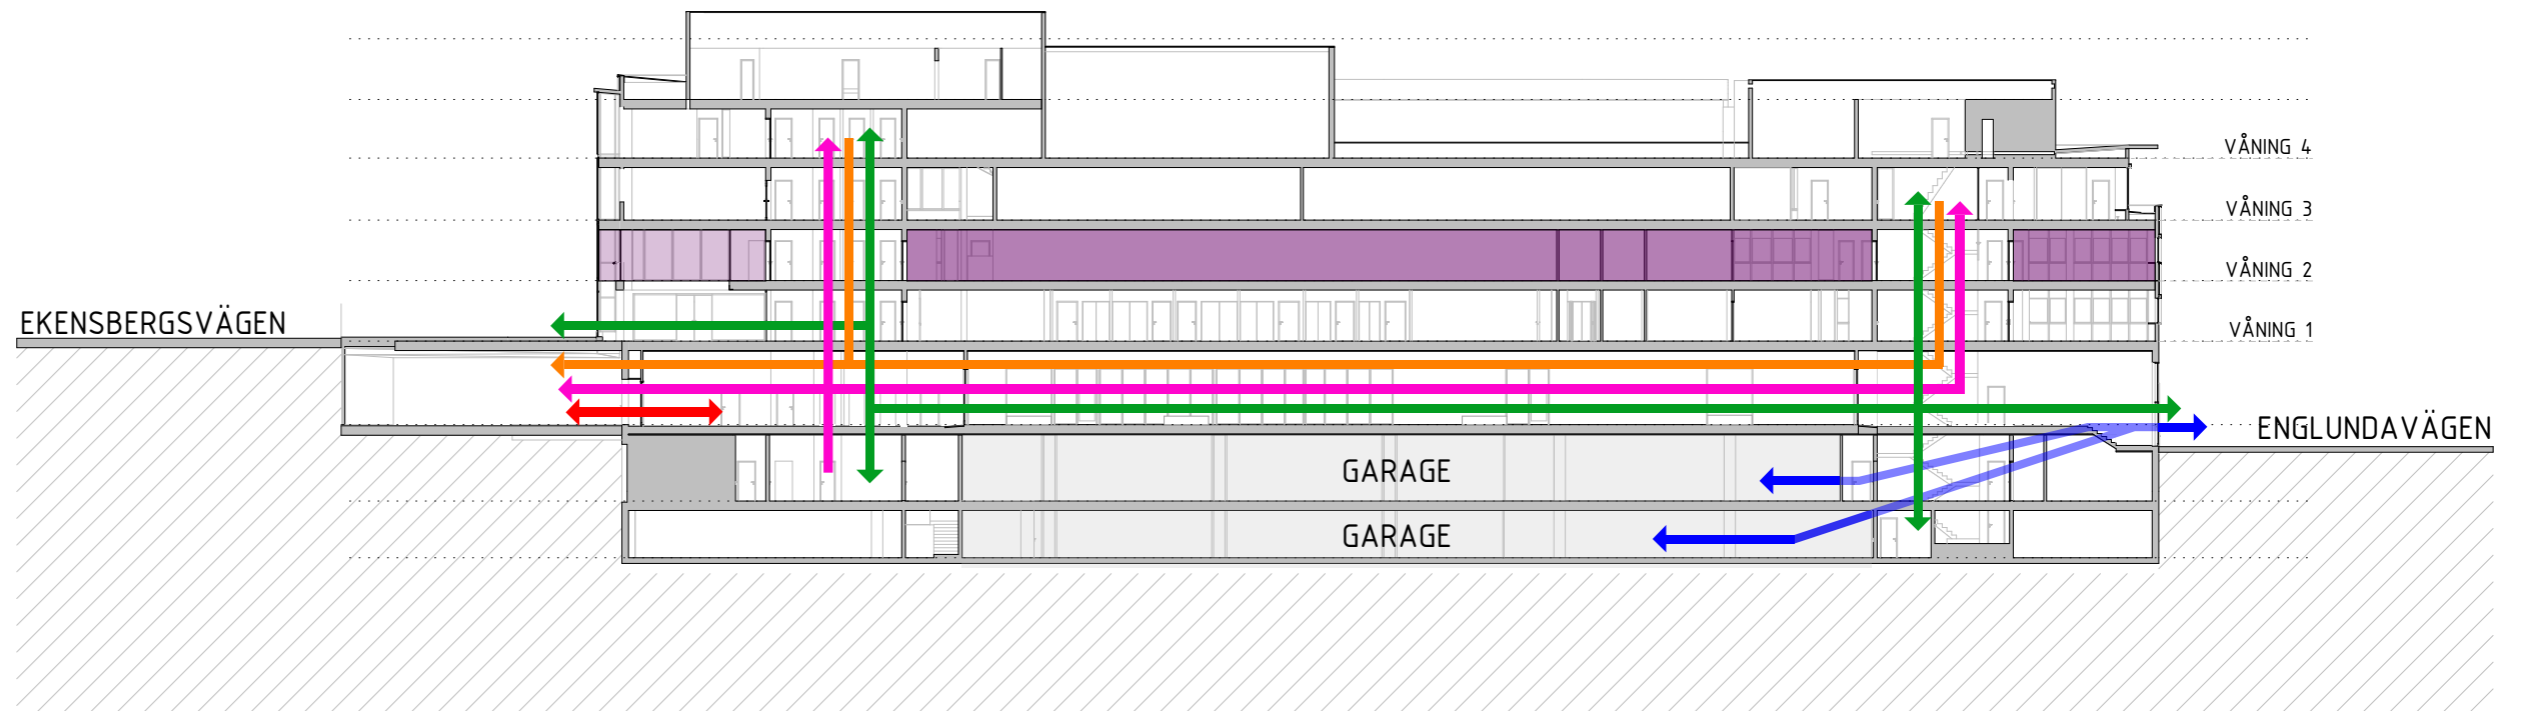 VÅNING 4
VÅNING 3
VÅNING 2
EKENSBERGSVÄGEN
VÅNING 1
ENGLUNDAVÄGEN
GARAGE
GARAGE